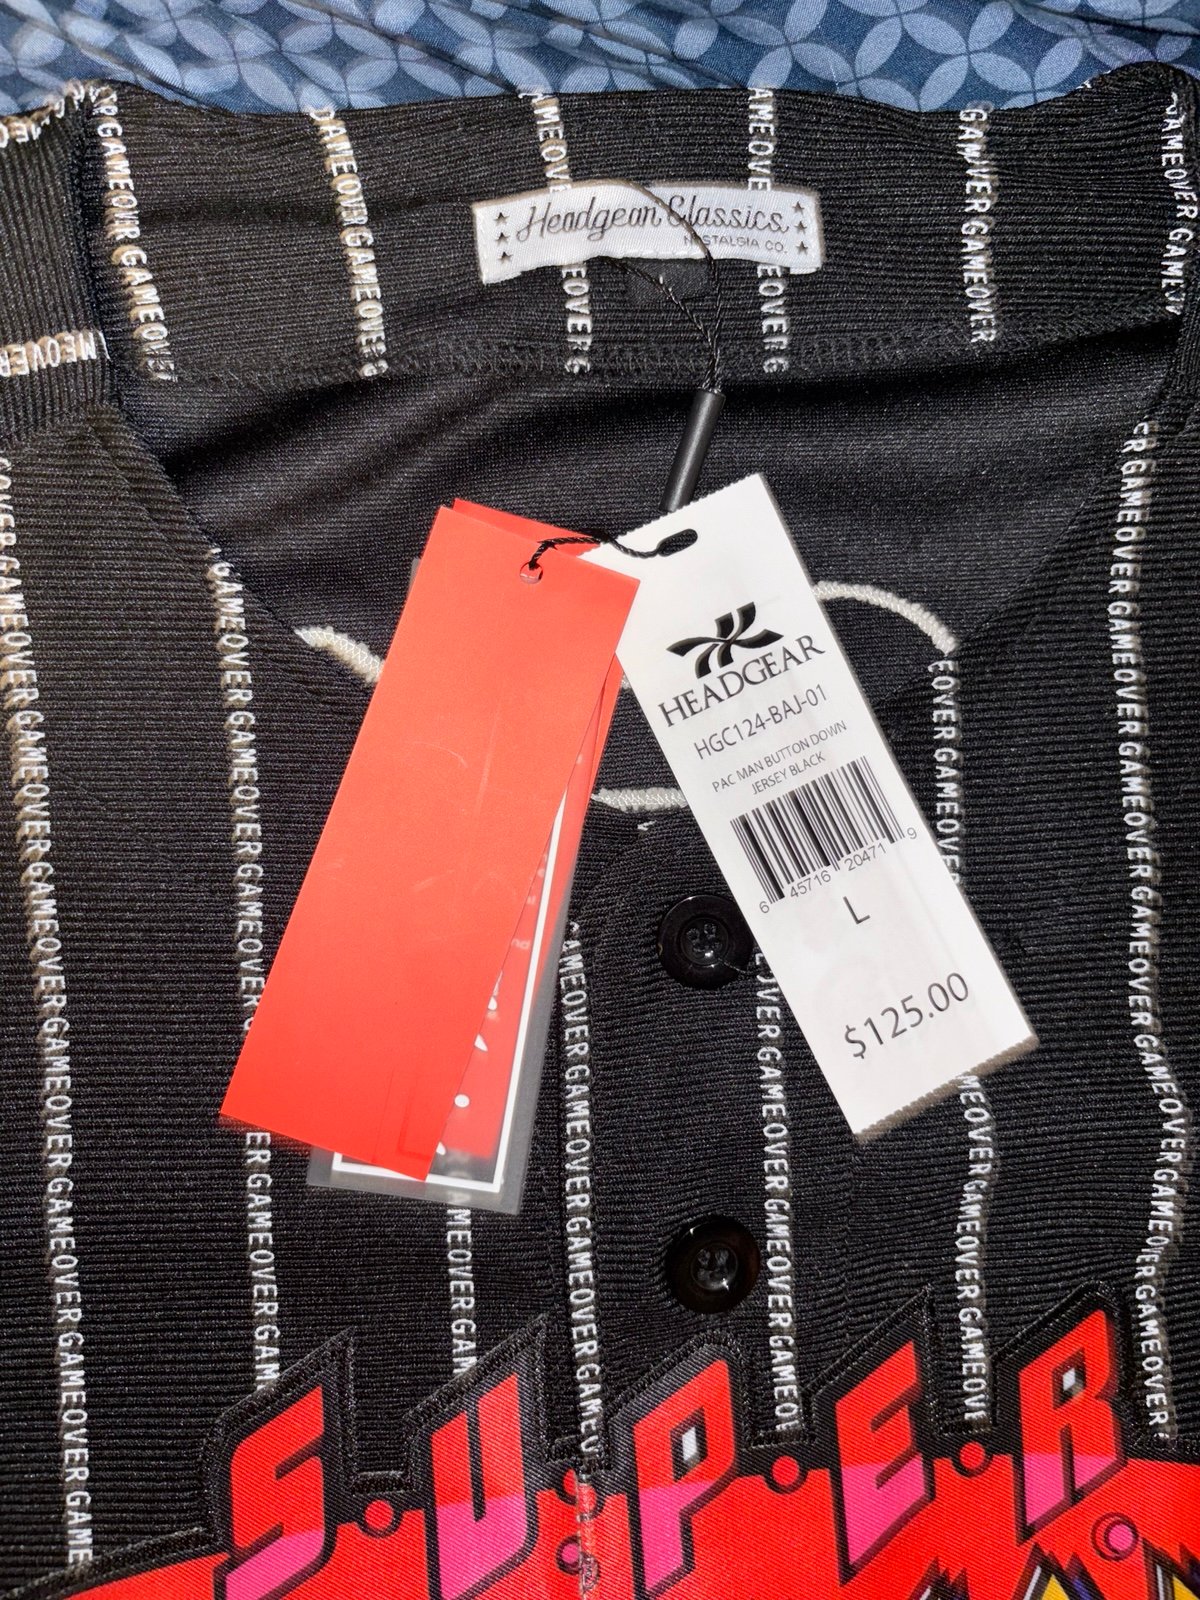 Headgear Classics
NOSTALGIA CO.
HEADGEAR
HGC124-BAJ-01
PAC MAN BUTTON DOWN
JERSEY BLACK
6 45716 20471 9
L
$125.00
GAMEOVER GAMEOVER GAMEOVER GAMEOVER
S.U.P.E.R